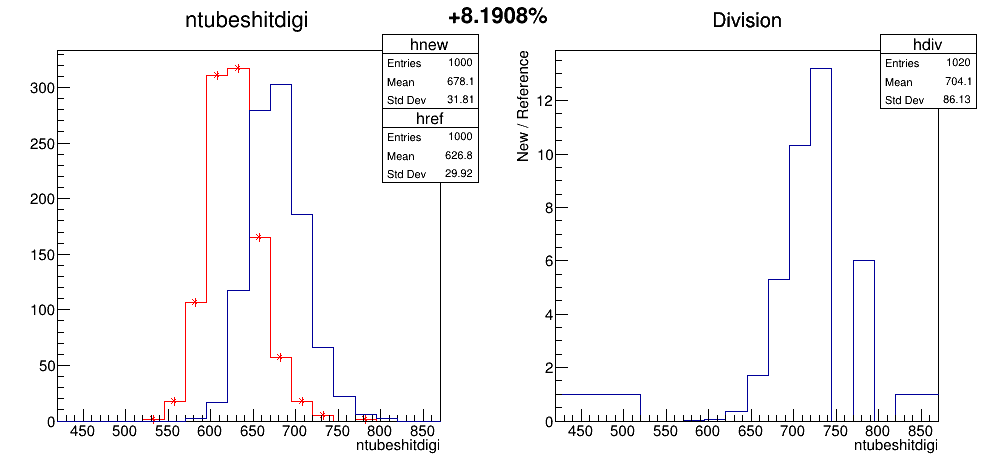 +8.1908%
ntubeshitdigi
hnew
Entries 1000
Mean 678.1
Std Dev 31.81
href
Entries 1000
Mean 626.8
Std Dev 29.92
300
250
200
150
100
50
0
450 500 550 600 650 700 750 800 850
ntubeshitdigi
Division
hdiv
Entries 1020
Mean 704.1
Std Dev 86.13
New / Reference
12
10
8
6
4
2
0
450 500 550 600 650 700 750 800 850
ntubeshitdigi